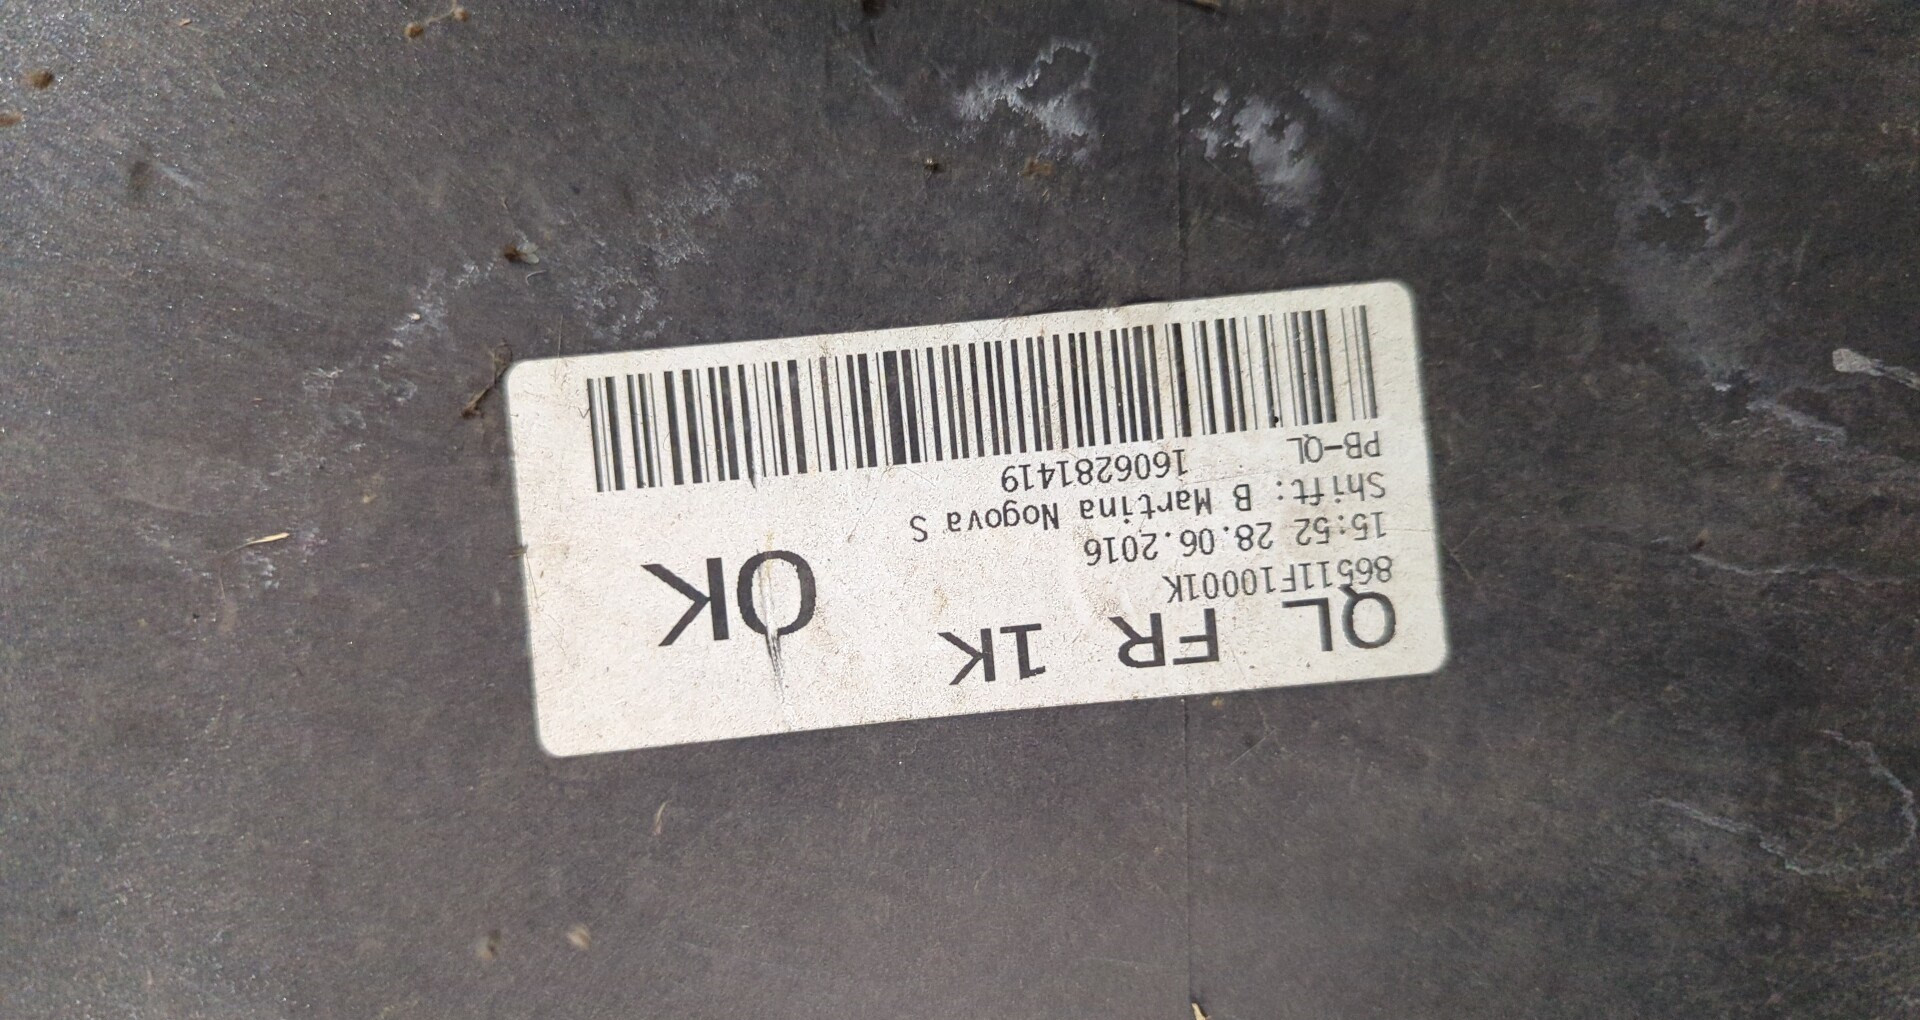 QL FR 1K OK
86511F10001K
15:52 28.06.2016
Shift: B Martina Nogova S
PB-QL 1606281419